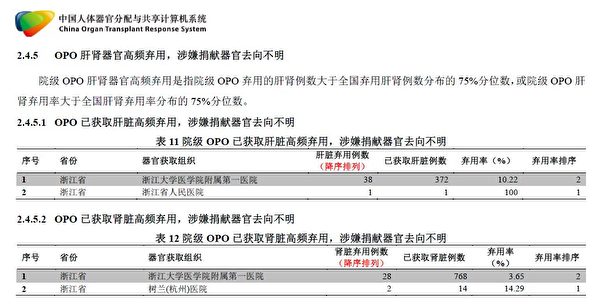 中国人体器官分配与共享计算机系统
China Organ Transplant Response System
2.4.5 OPO 肝肾器官高频弃用，涉嫌捐献器官去向不明
院级 OPO 肝肾器官高频弃用是指院级 OPO 弃用的肝肾例数大于全国弃用肝肾例数分布的 75%分位数，或院级 OPO 肝
肾弃用率大于全国肝肾弃用率分布的 75%分位数。
2.4.5.1 OPO 已获取肝脏高频弃用，涉嫌捐献器官去向不明
表 11 院级 OPO 已获取肝脏高频弃用，涉嫌捐献器官去向不明
序号 省份 器官获取组织 肝脏弃用例数 (降序排列) 已获取肝脏例数 弃用率（%） 弃用率排序
1 浙江省 浙江大学医学院附属第一医院 38 372 10.22 2
2 浙江省 浙江省人民医院 1 1 100 1
2.4.5.2 OPO 已获取肾脏高频弃用，涉嫌捐献器官去向不明
表 12 院级 OPO 已获取肾脏高频弃用，涉嫌捐献器官去向不明
序号 省份 器官获取组织 肾脏弃用例数 (降序排列) 已获取肾脏例数 弃用率 (%) 弃用率排序
1 浙江省 浙江大学医学院附属第一医院 28 768 3.65 2
2 浙江省 树兰(杭州)医院 2 14 14.29 1